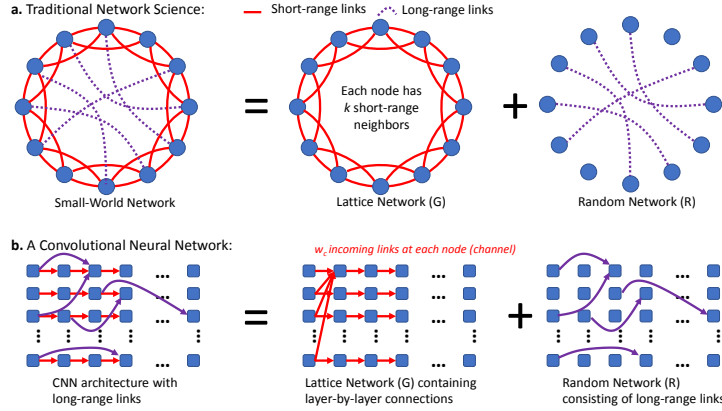 a. Traditional Network Science:
Short-range links
Long-range links
Each node has
k short-range
neighbors
Small-World Network
Lattice Network (G)
Random Network (R)
b. A Convolutional Neural Network:
w_c incoming links at each node (channel)
CNN architecture with
long-range links
Lattice Network (G) containing
layer-by-layer connections
Random Network (R)
consisting of long-range links